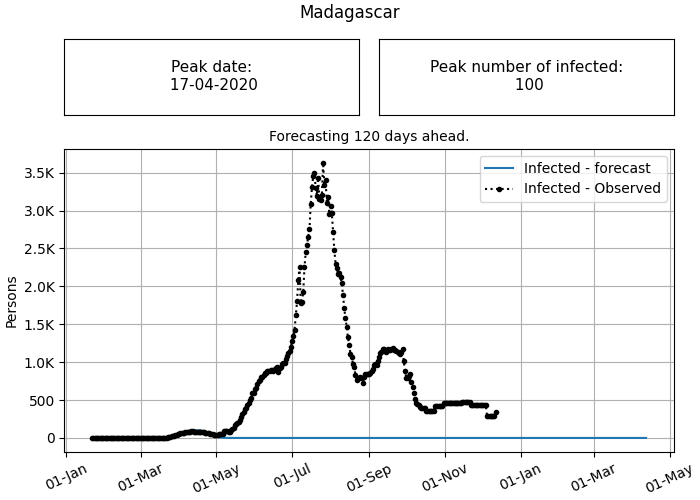 Madagascar
Peak date:
17-04-2020
Peak number of infected:
100
Forecasting 120 days ahead.
Infected - forecast
Infected - Observed
3.5K
3.0K
2.5K
2.0K
1.5K
1.0K
500
0
Persons
01-Jan
01-Mar
01-May
01-Jul
01-Sep
01-Nov
01-Jan
01-Mar
01-May